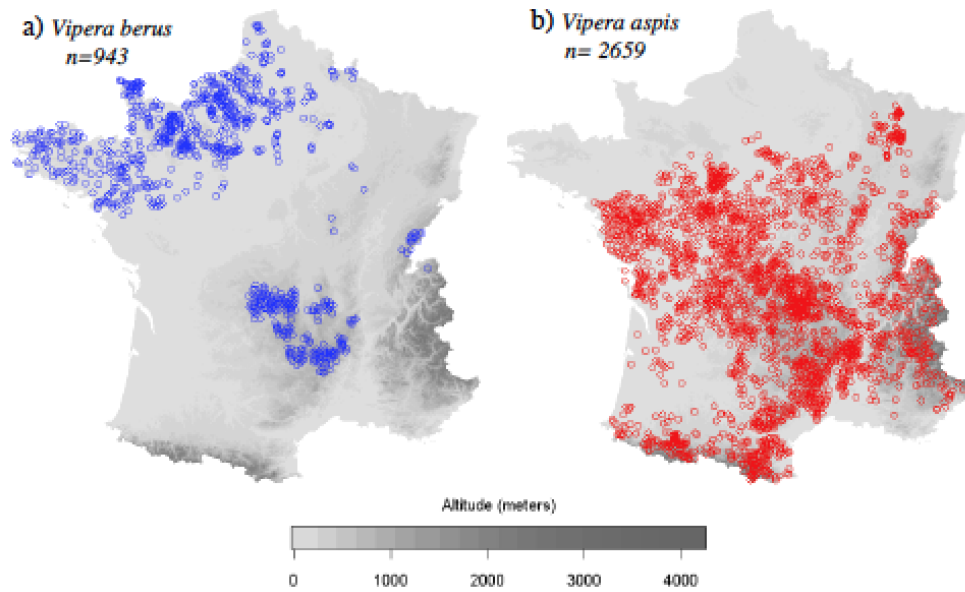 a) Vipera berus
n=943
b) Vipera aspis
n= 2659
Altitude (meters)
0 1000 2000 3000 4000